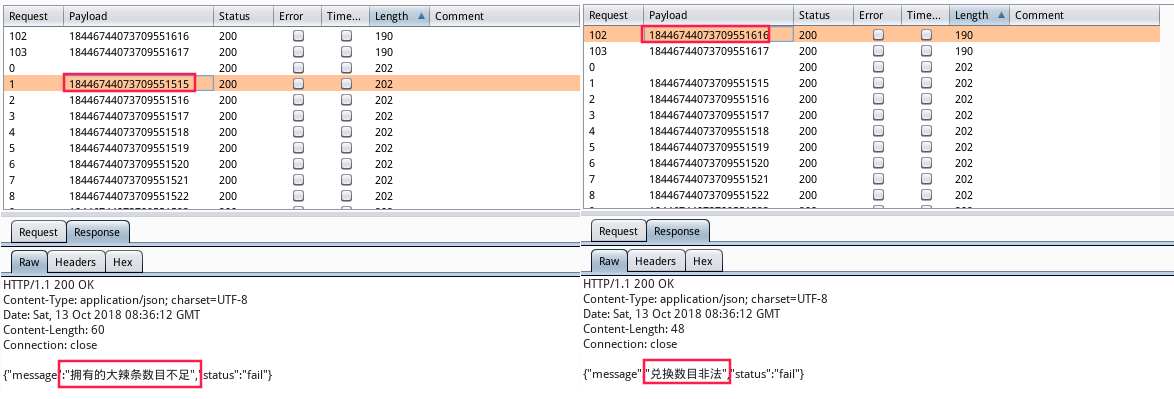 Request Payload Status Error Time... Length Comment
102 18446744073709551616 200 190
103 18446744073709551617 200 190
0 200 202
1 18446744073709551515 200 202
2 18446744073709551516 200 202
3 18446744073709551517 200 202
4 18446744073709551518 200 202
5 18446744073709551519 200 202
6 18446744073709551520 200 202
7 18446744073709551521 200 202
8 18446744073709551522 200 202
Request Response
Raw Headers Hex
HTTP/1.1 200 OK
Content-Type: application/json; charset=UTF-8
Date: Sat, 13 Oct 2018 08:36:12 GMT
Content-Length: 60
Connection: close
{"message":"拥有的大辣条数目不足","status":"fail"}
Request Payload Status Error Time... Length Comment
102 18446744073709551616 200 190
103 18446744073709551617 200 190
0 200 202
1 18446744073709551515 200 202
2 18446744073709551516 200 202
3 18446744073709551517 200 202
4 18446744073709551518 200 202
5 18446744073709551519 200 202
6 18446744073709551520 200 202
7 18446744073709551521 200 202
8 18446744073709551522 200 202
Request Response
Raw Headers Hex
HTTP/1.1 200 OK
Content-Type: application/json; charset=UTF-8
Date: Sat, 13 Oct 2018 08:36:12 GMT
Content-Length: 48
Connection: close
{"message":"兑换数目非法","status":"fail"}